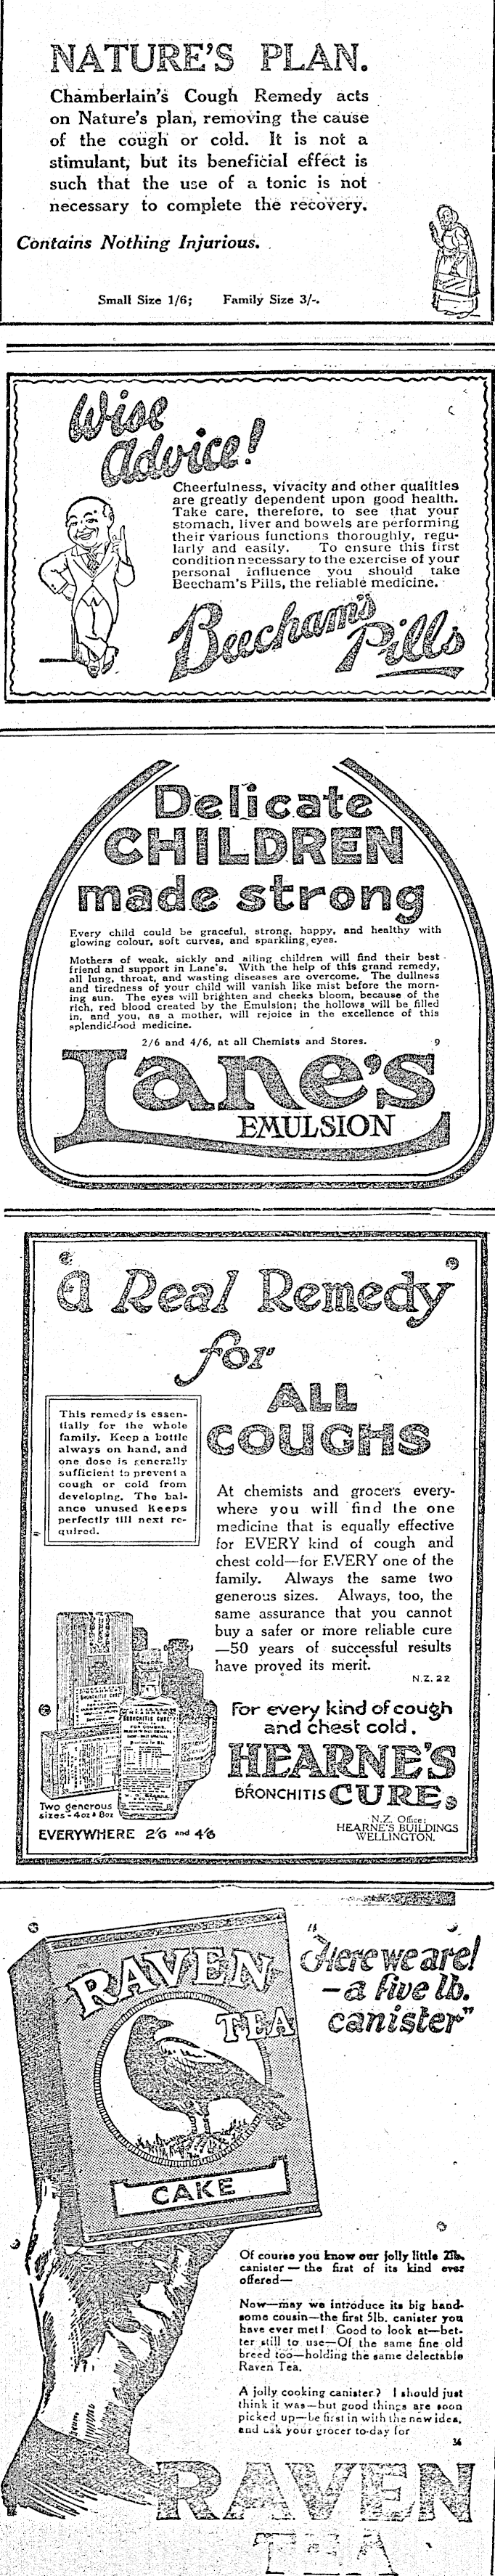 NATURE'S PLAN.
Chamberlain's Cough Remedy acts
on Nature's plan, removing the cause
of the cough or cold. It is not a
stimulant, but its beneficial effect is
such that the use of a tonic is not
necessary to complete the recovery.
Contains Nothing Injurious.
Small Size 1/6; Family Size 3/-.
Wise
Advice!
Cheerfulness, vivacity and other qualities
are greatly dependent upon good health.
Take care, therefore, to see that your
stomach, liver and bowels are performing
their various functions thoroughly, regu-
larly and easily. To ensure this first
condition necessary to the exercise of your
personal influence you should take
Beecham's Pills, the reliable medicine.
Beecham's
Pills
Delicate
CHILDREN
made strong
Every child could be graceful, strong, happy, and healthy with
glowing colour, soft curves, and sparkling eyes.
Mothers of weak, sickly and ailing children will find their best
friend and support in Lane's. With the help of this grand remedy,
all lung, throat, and wasting diseases are overcome. The dullness
and tiredness of your child will vanish like mist before the morn-
ing sun. The eyes will brighten and cheeks bloom, because of the
rich, red blood created by the Emulsion; the hollows will be filled
in, and you, as a mother, will rejoice in the excellence of this
splendid food medicine.
2/6 and 4/6, at all Chemists and Stores. 9
Lane's
EMULSION
a Real Remedy
for
ALL
COUGHS
This remedy is essen-
tially for the whole
family. Keep a bottle
always on hand, and
one dose is generally
sufficient to prevent a
cough or cold from
developing. The bal-
ance unused keeps
perfectly till next re-
quired.
At chemists and grocers every-
where you will find the one
medicine that is equally effective
for EVERY kind of cough and
chest cold—for EVERY one of the
family. Always the same two
generous sizes. Always, too, the
same assurance that you cannot
buy a safer or more reliable cure
—50 years of successful results
have proved its merit.
N.Z. 22
BRONCHITIS CURE
For every kind of cough
and chest cold.
HEARNE'S
BRONCHITIS CURE
Two generous
sizes - 4oz & 8oz
EVERYWHERE 2'6 and 4'6
N.Z. Office:
HEARNE'S BUILDINGS
WELLINGTON.
RAVEN
TEA
CAKE
"Here we are!
- a five lb.
canister"
Of course you know our jolly little 2lb.
canister — the first of its kind ever
offered—
Now—may we introduce its big hand-
some cousin—the first 5lb. canister you
have ever met! Good to look at—bet-
ter still to use—Of the same fine old
breed too—holding the same delectable
Raven Tea.
A jolly cooking canister? I should just
think it was—but good things are soon
picked up—be first in with the new idea,
and ask your grocer to-day for
36
RAVEN
TEA